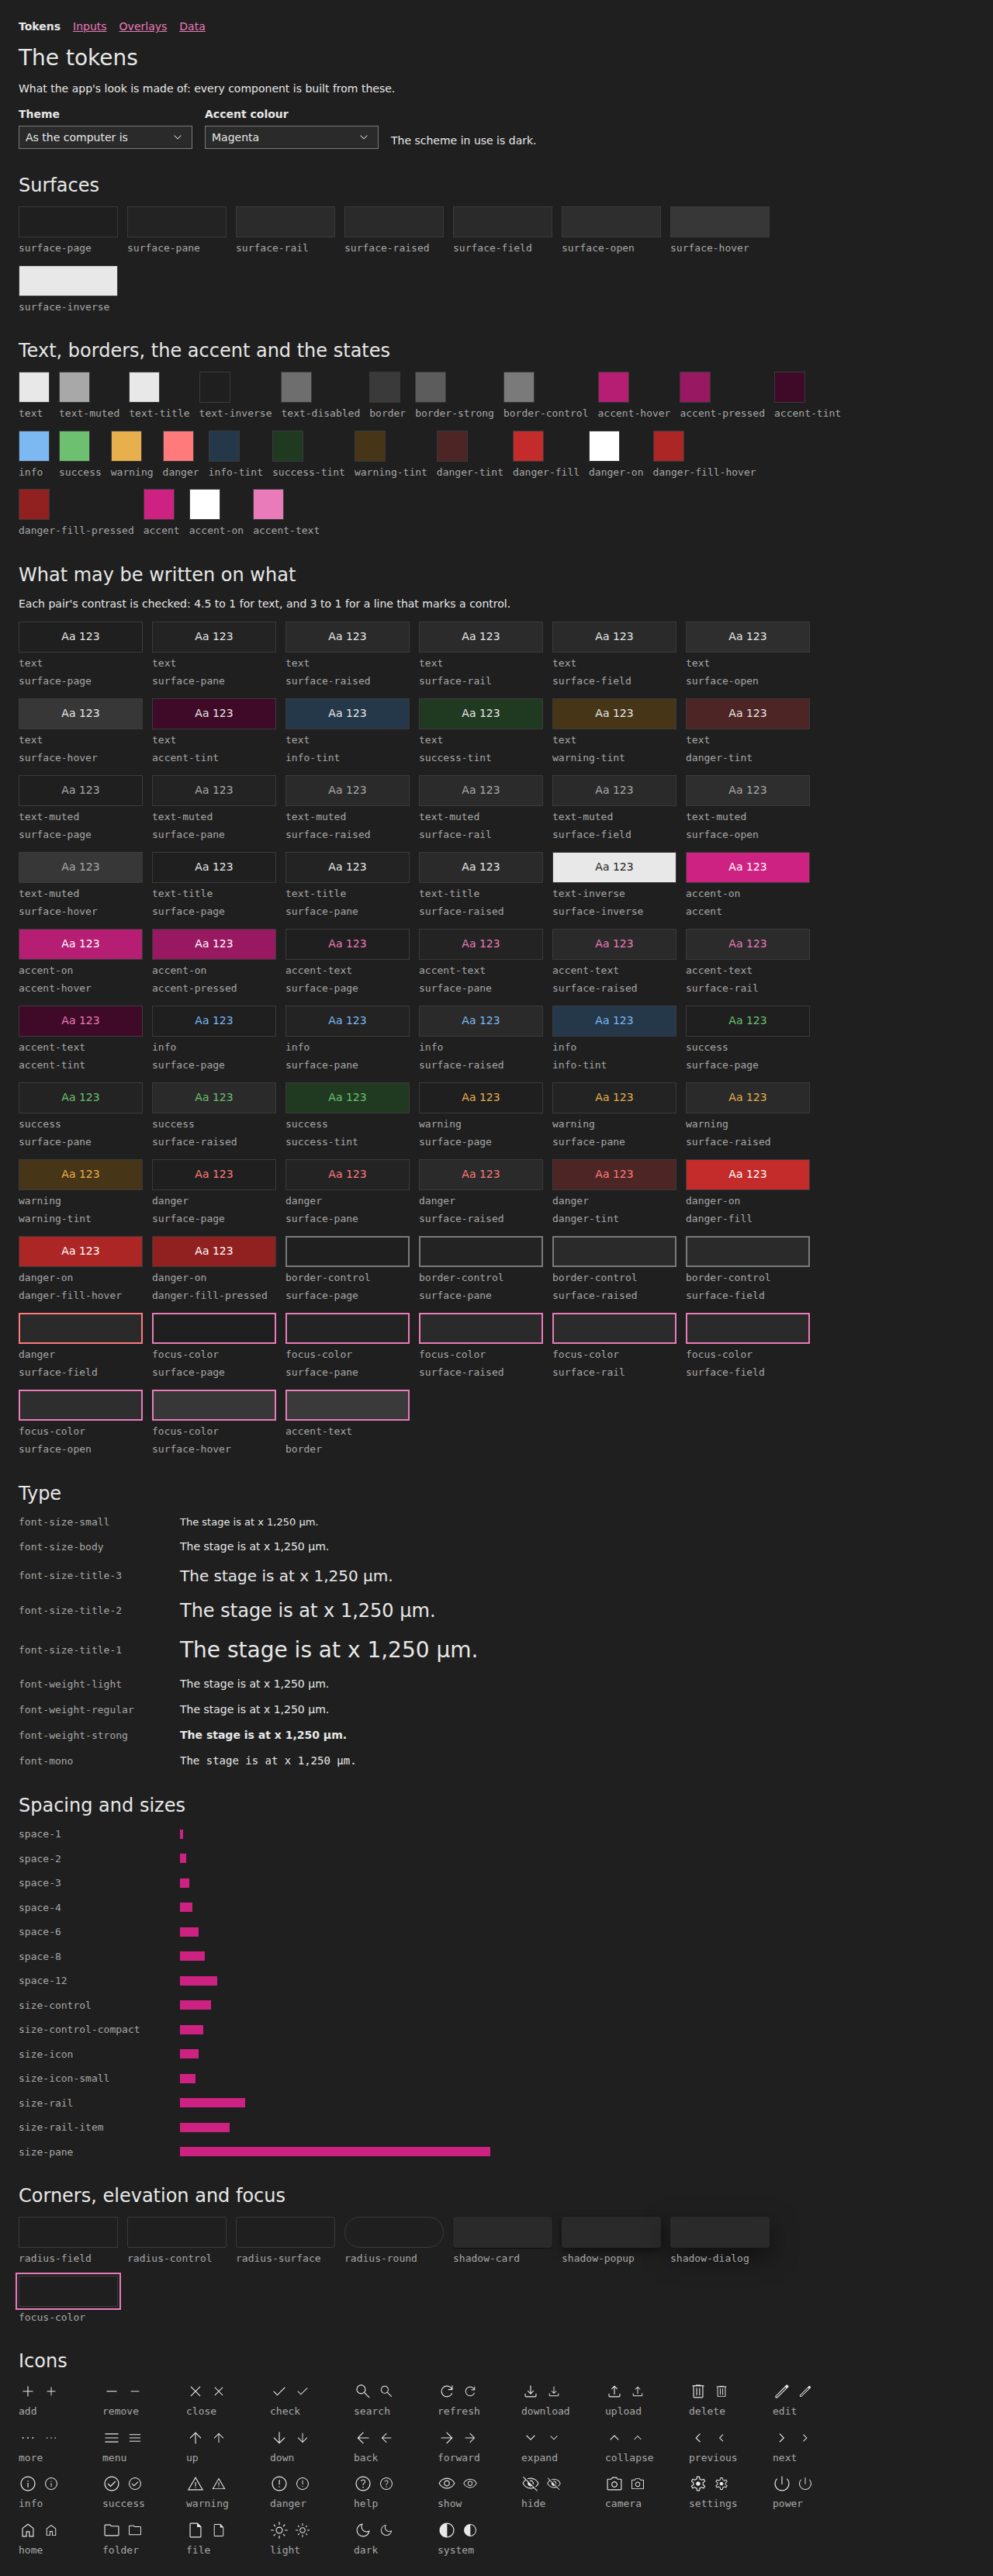 Tokens Inputs Overlays Data
The tokens
What the app's look is made of: every component is built from these.
Theme Accent colour
As the computer is Magenta The scheme in use is dark.
Surfaces
surface-page surface-pane surface-rail surface-raised surface-field surface-open surface-hover
surface-inverse
Text, borders, the accent and the states
text text-muted text-title text-inverse text-disabled border border-strong border-control accent-hover accent-pressed accent-tint
info success warning danger info-tint success-tint warning-tint danger-tint danger-fill danger-on danger-fill-hover
danger-fill-pressed accent accent-on accent-text
What may be written on what
Each pair's contrast is checked: 4.5 to 1 for text, and 3 to 1 for a line that marks a control.
Aa 123 Aa 123 Aa 123 Aa 123 Aa 123 Aa 123
text text text text text text
surface-page surface-pane surface-raised surface-rail surface-field surface-open
Aa 123 Aa 123 Aa 123 Aa 123 Aa 123 Aa 123
text text text text text text
surface-hover accent-tint info-tint success-tint warning-tint danger-tint
Aa 123 Aa 123 Aa 123 Aa 123 Aa 123 Aa 123
text-muted text-muted text-muted text-muted text-muted text-muted
surface-page surface-pane surface-raised surface-rail surface-field surface-open
Aa 123 Aa 123 Aa 123 Aa 123 Aa 123 Aa 123
text-muted text-title text-title text-title text-inverse accent-on
surface-hover surface-page surface-pane surface-raised surface-inverse accent
Aa 123 Aa 123 Aa 123 Aa 123 Aa 123 Aa 123
accent-on accent-on accent-text accent-text accent-text accent-text
accent-hover accent-pressed surface-page surface-pane surface-raised surface-rail
Aa 123 Aa 123 Aa 123 Aa 123 Aa 123 Aa 123
accent-text info info info info success
accent-tint surface-page surface-pane surface-raised info-tint surface-page
Aa 123 Aa 123 Aa 123 Aa 123 Aa 123 Aa 123
success success success warning warning warning
surface-pane surface-raised success-tint surface-page surface-pane surface-raised
Aa 123 Aa 123 Aa 123 Aa 123 Aa 123 Aa 123
warning danger danger danger danger danger-on
warning-tint surface-page surface-pane surface-raised danger-tint danger-fill
Aa 123 Aa 123
danger-on danger-on border-control border-control border-control border-control
danger-fill-hover danger-fill-pressed surface-page surface-pane surface-raised surface-field
danger focus-color focus-color focus-color focus-color focus-color
surface-field surface-page surface-pane surface-raised surface-rail surface-field
focus-color focus-color accent-text
surface-open surface-hover border
Type
font-size-small The stage is at x 1,250 µm.
font-size-body The stage is at x 1,250 µm.
font-size-title-3 The stage is at x 1,250 µm.
font-size-title-2 The stage is at x 1,250 µm.
font-size-title-1 The stage is at x 1,250 µm.
font-weight-light The stage is at x 1,250 µm.
font-weight-regular The stage is at x 1,250 µm.
font-weight-strong The stage is at x 1,250 µm.
font-mono The stage is at x 1,250 µm.
Spacing and sizes
space-1
space-2
space-3
space-4
space-6
space-8
space-12
size-control
size-control-compact
size-icon
size-icon-small
size-rail
size-rail-item
size-pane
Corners, elevation and focus
radius-field radius-control radius-surface radius-round shadow-card shadow-popup shadow-dialog
focus-color
Icons
add remove close check search refresh download upload delete edit
more menu up down back forward expand collapse previous next
info success warning danger help show hide camera settings power
home folder file light dark system